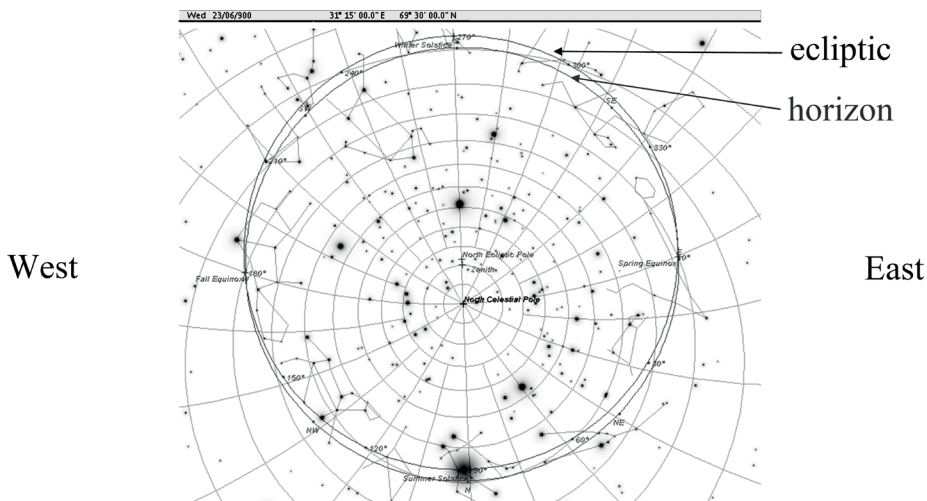 Wed 23/06/900 31° 15' 00.0" E 69° 30' 00.0" N
270°
Winter Solstice
ecliptic
300°
240°
horizon
SE
SW
330°
210°
West
North Ecliptic Pole
Zenith
Spring Equinox
0°
E
East
Fall Equinox
W
180°
North Celestial Pole
30°
150°
NE
NW
60°
120°
Summer Solstice
90°
N